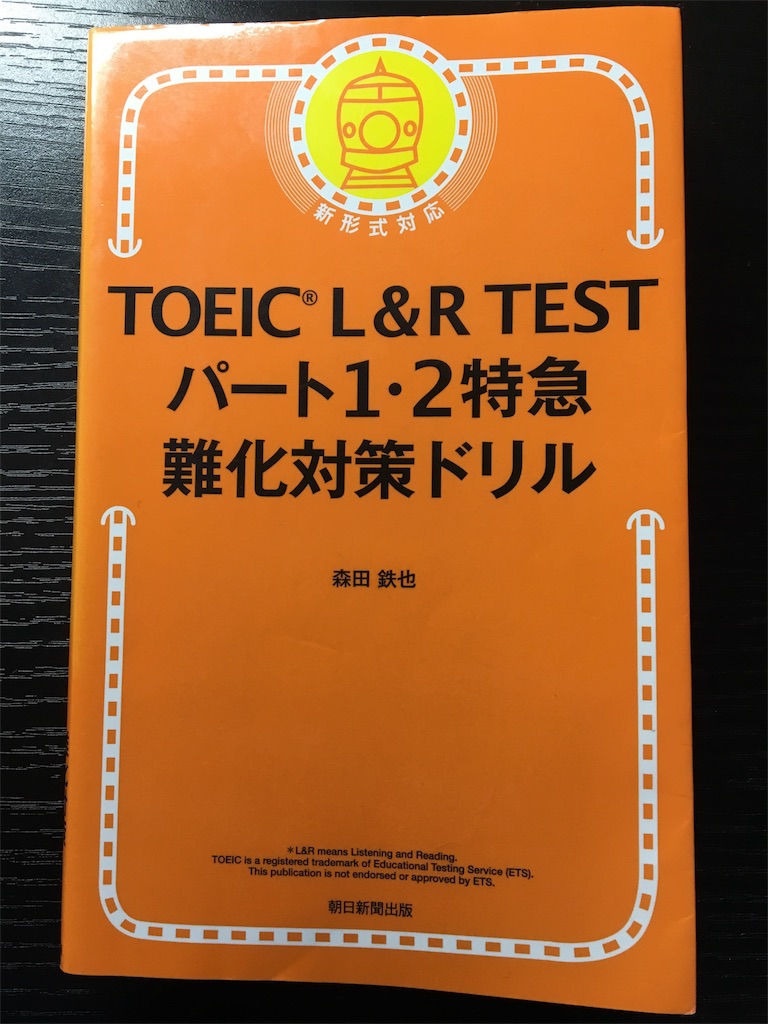 新形式対応
TOEIC® L&R TEST
パート1・2特急
難化対策ドリル
森田 鉄也
＊L&R means Listening and Reading.
TOEIC is a registered trademark of Educational Testing Service (ETS).
This publication is not endorsed or approved by ETS.
朝日新聞出版